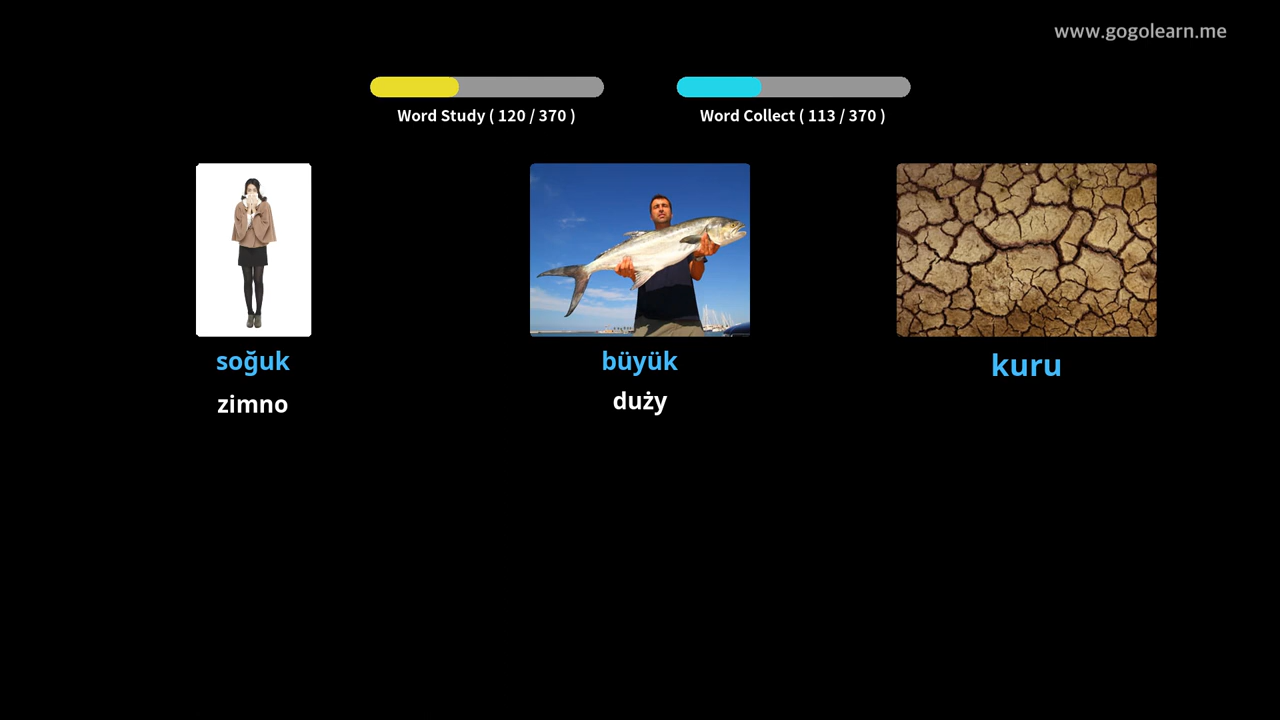 www.gogolearn.me
Word Study ( 120 / 370 )
Word Collect ( 113 / 370 )
soğuk
zimno
büyük
duży
kuru